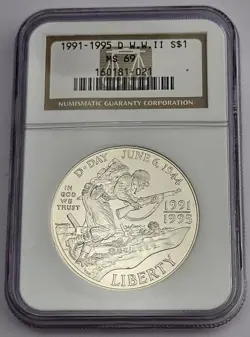 1991-1995 D W.W.II S$1
MS 69
160181-021
NUMISMATIC GUARANTY CORPORATION
D-DAY JUNE 6, 1944
IN
GOD
WE
TRUST
1991
1995
LIBERTY